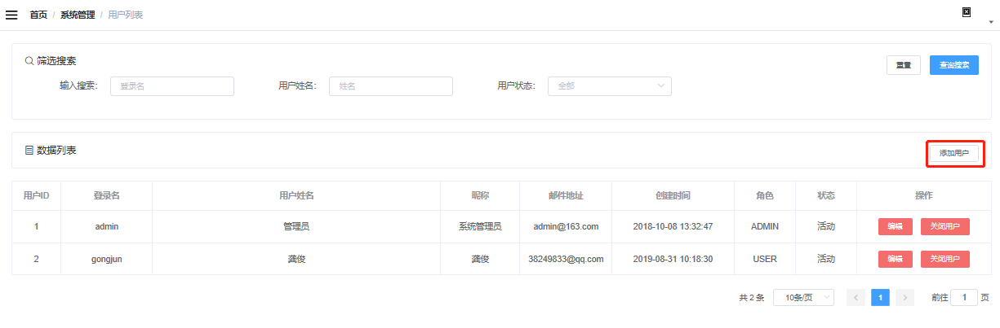 首页 / 系统管理 / 用户列表
筛选搜索
重置 查询搜索
输入搜索： 登录名 用户姓名： 姓名 用户状态： 全部
数据列表
添加用户
用户ID 登录名 用户姓名 昵称 邮件地址 创建时间 角色 状态 操作
1 admin 管理员 系统管理员 admin@163.com 2018-10-08 13:32:47 ADMIN 活动 编辑 关闭用户
2 gongjun 龚俊 龚俊 38249833@qq.com 2019-08-31 10:18:30 USER 活动 编辑 关闭用户
共 2 条 10条/页 1 前往 1 页